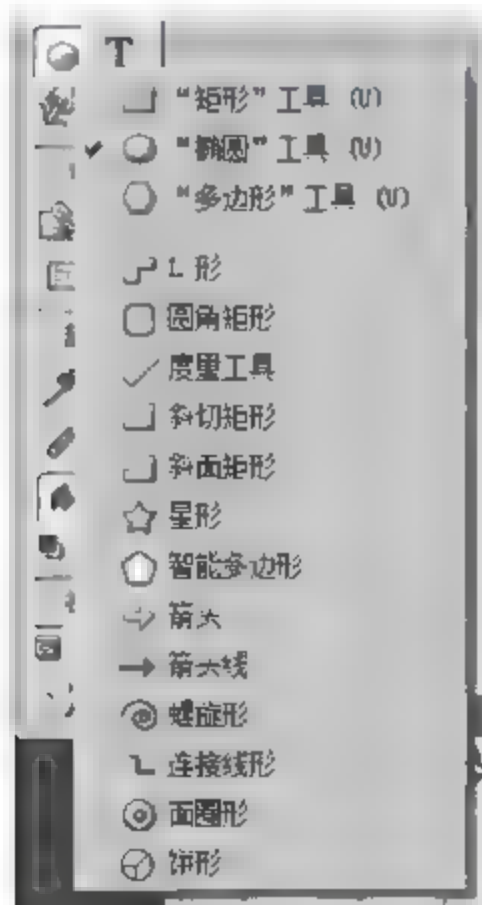 T
“矩形”工具 (U)
“椭圆”工具 (U)
“多边形”工具 (U)
L 形
圆角矩形
度量工具
斜切矩形
斜面矩形
星形
智能多边形
箭头
箭头线
螺旋形
连接线形
面圈形
饼形